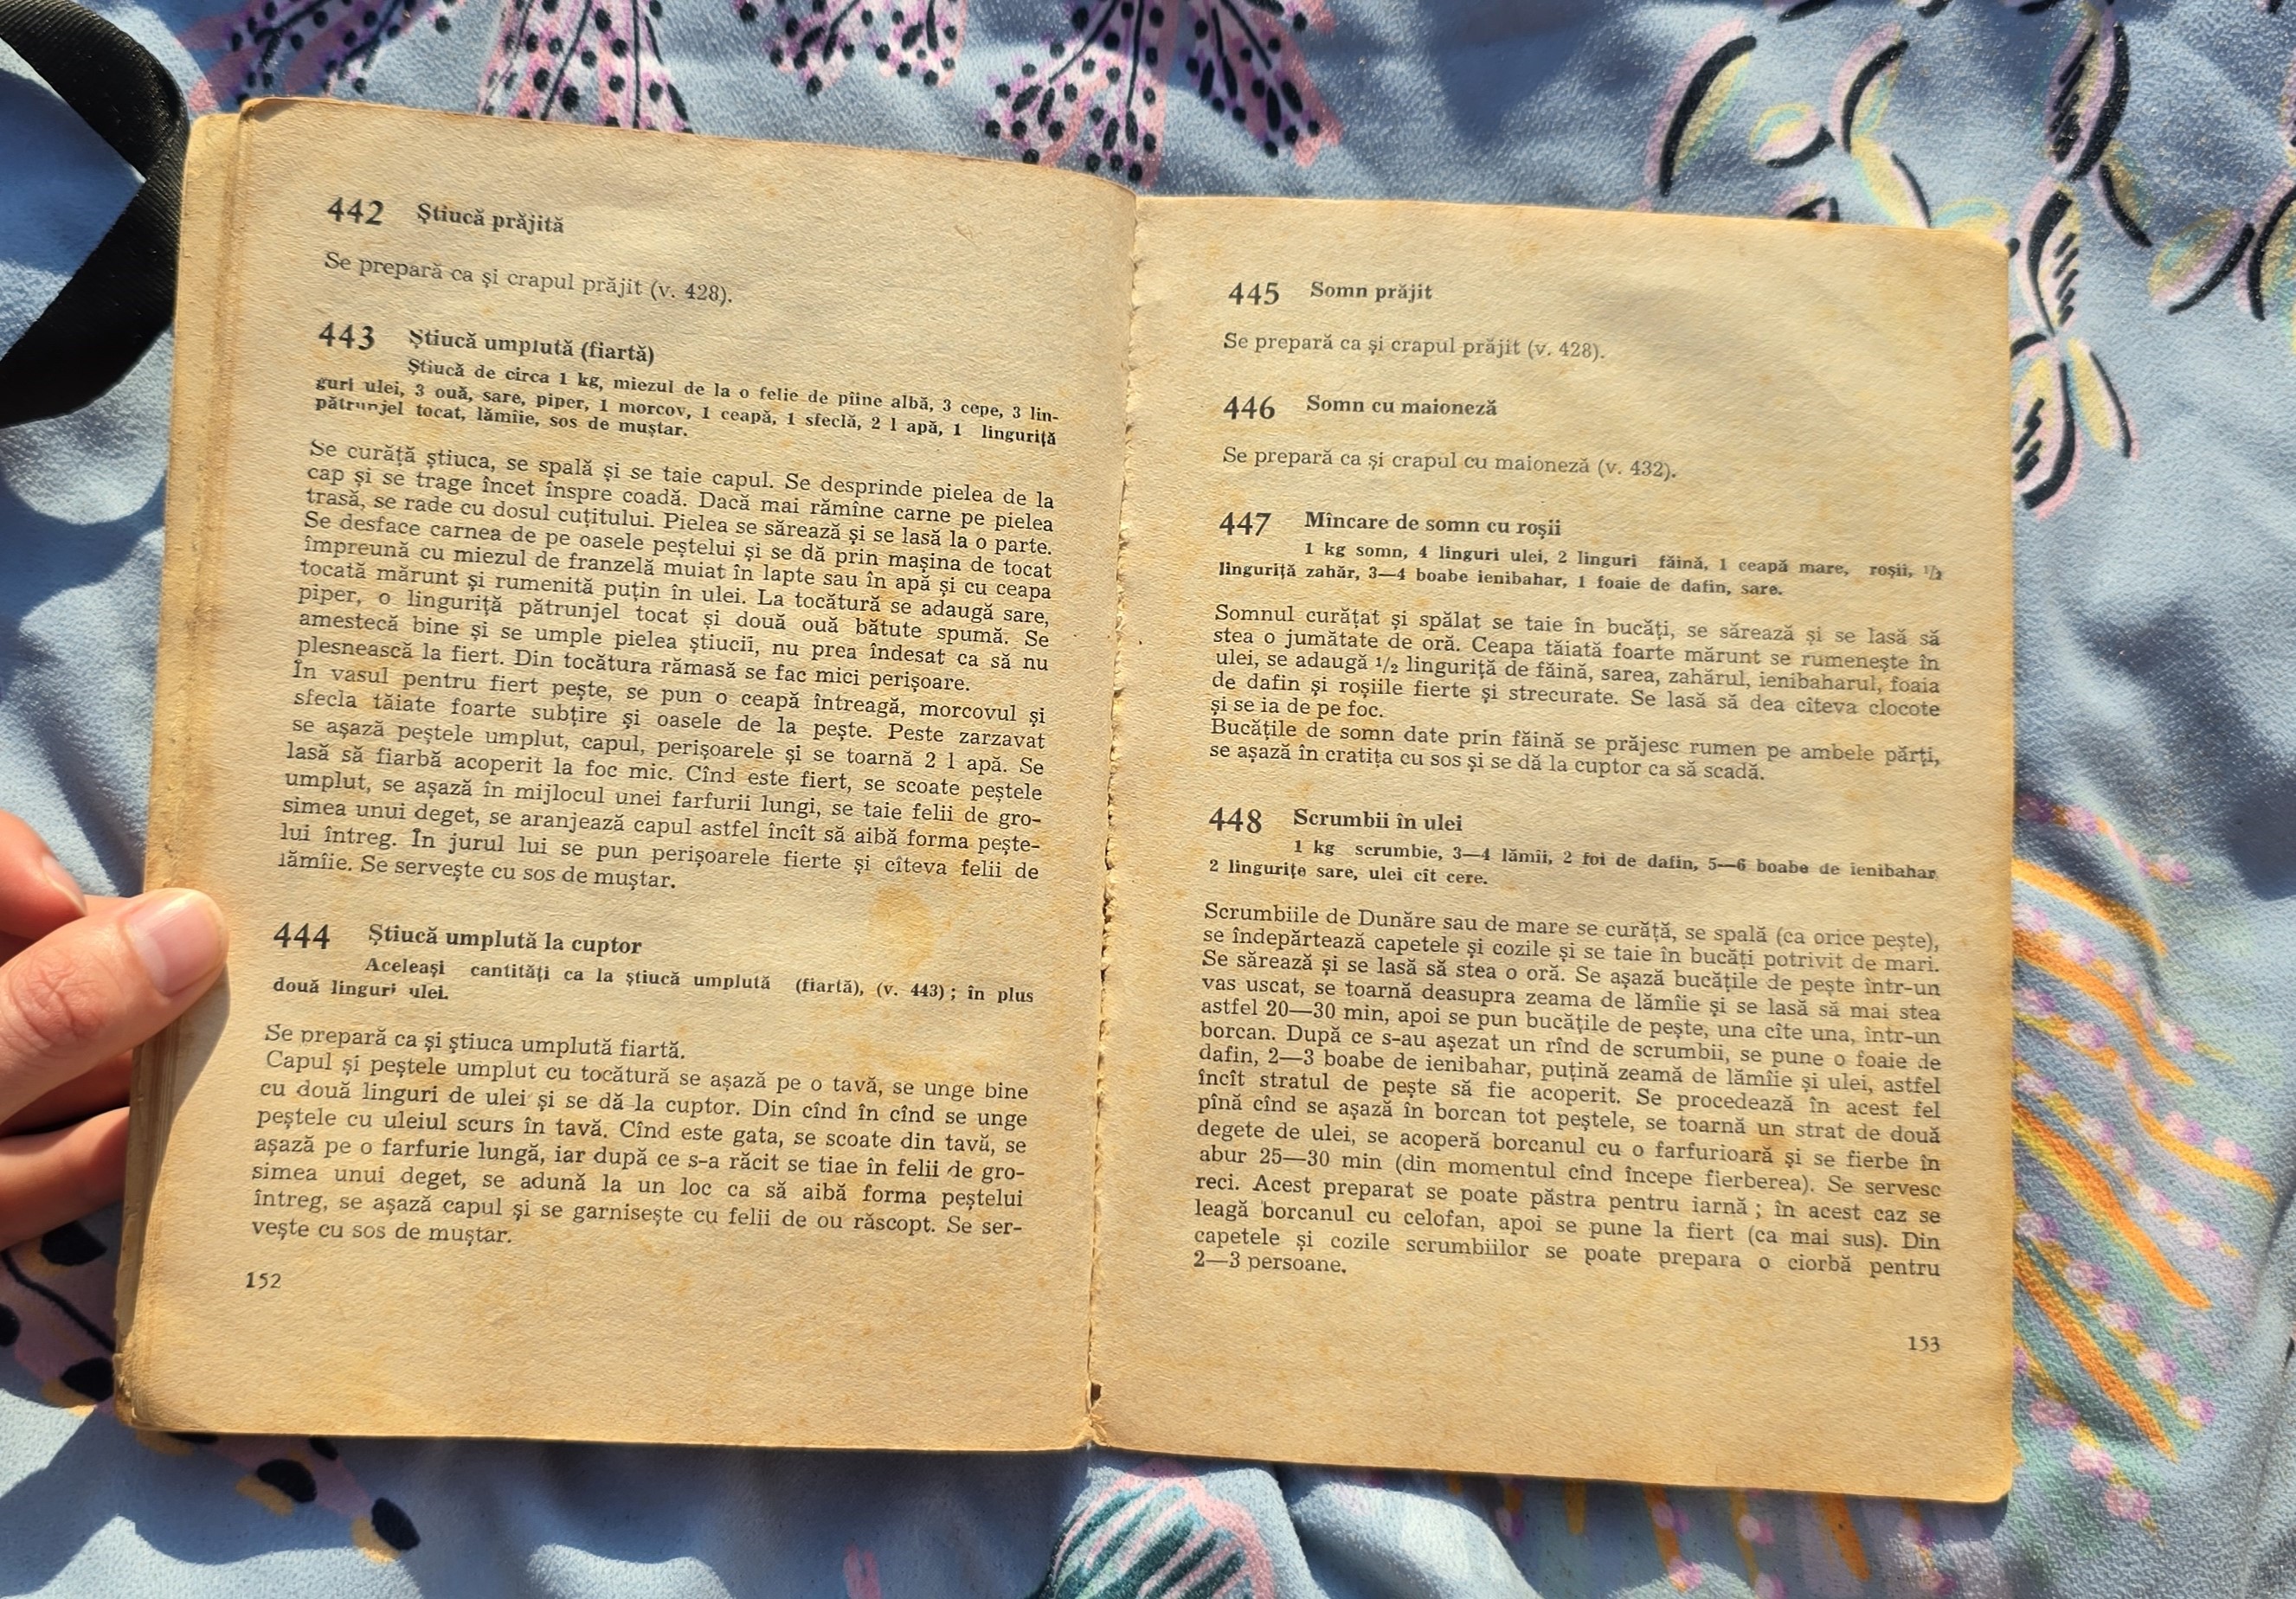 442 Știucă prăjită
Se prepară ca și crapul prăjit (v. 428).
443 Știucă umplută (fiartă)
Știucă de circa 1 kg, miezul de la o felie de pîine albă, 3 cepe, 3 lin-
guri ulei, 3 ouă, sare, piper, 1 morcov, 1 ceapă, 1 sfeclă, 2 l apă, 1 linguriță
pătrunjel tocat, lămîie, sos de muștar.
Se curăță știuca, se spală și se taie capul. Se desprinde pielea de la
cap și se trage încet înspre coadă. Dacă mai rămîne carne pe pielea
trasă, se rade cu dosul cuțitului. Pielea se sărează și se lasă la o parte.
Se desface carnea de pe oasele peștelui și se dă prin mașina de tocat
împreună cu miezul de franzelă muiat în lapte sau în apă și cu ceapa
tocată mărunt și rumenită puțin în ulei. La tocătură se adaugă sare,
piper, o linguriță pătrunjel tocat și două ouă bătute spumă. Se
amestecă bine și se umple pielea știucii, nu prea îndesat ca să nu
plesnească la fiert. Din tocătura rămasă se fac mici perișoare.
În vasul pentru fiert pește, se pun o ceapă întreagă, morcovul și
sfecla tăiate foarte subțire și oasele de la pește. Peste zarzavat
se așază peștele umplut, capul, perișoarele și se toarnă 2 l apă. Se
lasă să fiarbă acoperit la foc mic. Cînd este fiert, se scoate peștele
umplut, se așază în mijlocul unei farfurii lungi, se taie felii de gro-
simea unui deget, se aranjează capul astfel încît să aibă forma pește-
lui întreg. În jurul lui se pun perișoarele fierte și cîteva felii de
lămîie. Se servește cu sos de muștar.
444 Știucă umplută la cuptor
Aceleași cantități ca la știucă umplută (fiartă), (v. 443) ; în plus
două linguri ulei.
Se prepară ca și știuca umplută fiartă.
Capul și peștele umplut cu tocătură se așază pe o tavă, se unge bine
cu două linguri de ulei și se dă la cuptor. Din cînd în cînd se unge
peștele cu uleiul scurs în tavă. Cînd este gata, se scoate din tavă, se
așază pe o farfurie lungă, iar după ce s-a răcit se tiae în felii de gro-
simea unui deget, se adună la un loc ca să aibă forma peștelui
întreg, se așază capul și se garnisește cu felii de ou răscopt. Se ser-
vește cu sos de muștar.
152
445 Somn prăjit
Se prepară ca și crapul prăjit (v. 428).
446 Somn cu maioneză
Se prepară ca și crapul cu maioneză (v. 432).
447 Mîncare de somn cu roșii
1 kg somn, 4 linguri ulei, 2 linguri făină, 1 ceapă mare, roșii, 1/2
linguriță zahăr, 3—4 boabe ienibahar, 1 foaie de dafin, sare.
Somnul curățat și spălat se taie în bucăți, se sărează și se lasă să
stea o jumătate de oră. Ceapa tăiată foarte mărunt se rumenește în
ulei, se adaugă 1/2 linguriță de făină, sarea, zahărul, ienibaharul, foaia
de dafin și roșiile fierte și strecurate. Se lasă să dea cîteva clocote
și se ia de pe foc.
Bucățile de somn date prin făină se prăjesc rumen pe ambele părți,
se așază în cratița cu sos și se dă la cuptor ca să scadă.
448 Scrumbii în ulei
1 kg scrumbie, 3—4 lămîi, 2 foi de dafin, 5—6 boabe de ienibahar
2 lingurițe sare, ulei cît cere.
Scrumbiile de Dunăre sau de mare se curăță, se spală (ca orice pește),
se îndepărtează capetele și cozile și se taie în bucăți potrivit de mari.
Se sărează și se lasă să stea o oră. Se așază bucățile de pește într-un
vas uscat, se toarnă deasupra zeama de lămîie și se lasă să mai stea
astfel 20—30 min, apoi se pun bucățile de pește, una cîte una, într-un
borcan. După ce s-au așezat un rînd de scrumbii, se pune o foaie de
dafin, 2—3 boabe de ienibahar, puțină zeamă de lămîie și ulei, astfel
încît stratul de pește să fie acoperit. Se procedează în acest fel
pînă cînd se așază în borcan tot peștele, se toarnă un strat de două
degete de ulei, se acoperă borcanul cu o farfurioară și se fierbe în
abur 25—30 min (din momentul cînd începe fierberea). Se servesc
reci. Acest preparat se poate păstra pentru iarnă ; în acest caz se
leagă borcanul cu celofan, apoi se pune la fiert (ca mai sus). Din
capetele și cozile scrumbiilor se poate prepara o ciorbă pentru
2—3 persoane.
153